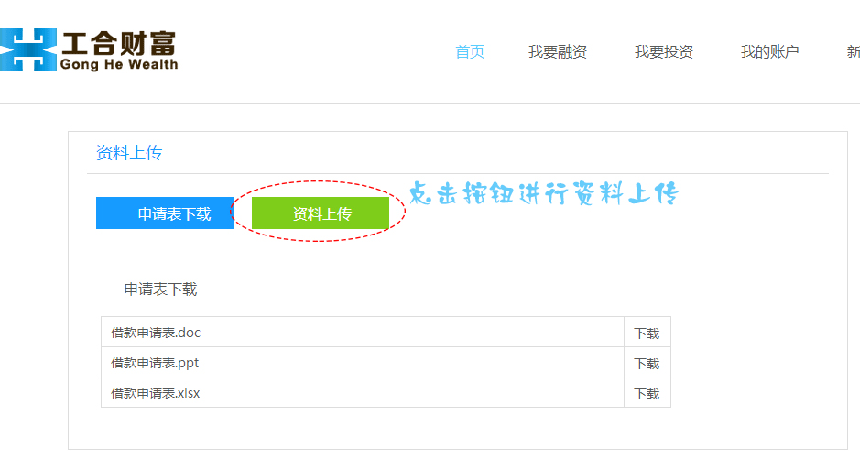 工合财富
Gong He Wealth
首页 我要融资 我要投资 我的账户 新
资料上传
申请表下载 资料上传 点击按钮进行资料上传
申请表下载
借款申请表.doc 下载
借款申请表.ppt 下载
借款申请表.xlsx 下载